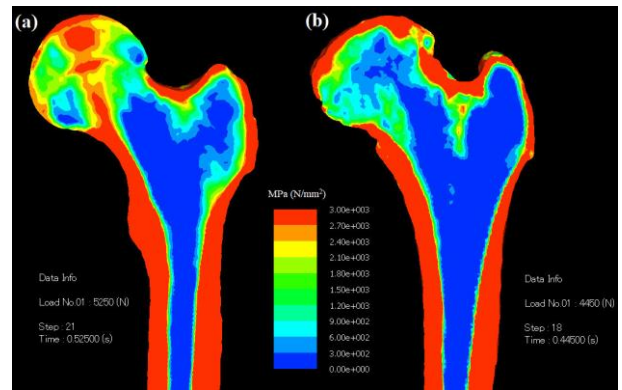 (a)
(b)
MPa (N/mm²)
3.00e+003
2.70e+003
2.40e+003
2.10e+003
1.80e+003
1.50e+003
1.20e+003
9.00e+002
6.00e+002
3.00e+002
0.00e+000
Data Info
Load No.01 : 5250 (N)
Step : 21
Time : 0.52500 (s)
Data Info
Load No.01 : 4450 (N)
Step : 18
Time : 0.44500 (s)